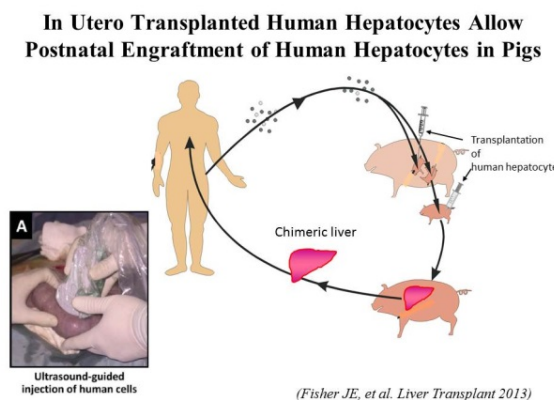 In Utero Transplanted Human Hepatocytes Allow
Postnatal Engraftment of Human Hepatocytes in Pigs
Transplantation
of
human hepatocyte
Chimeric liver
A
Ultrasound-guided
injection of human cells
(Fisher JE, et al. Liver Transplant 2013)